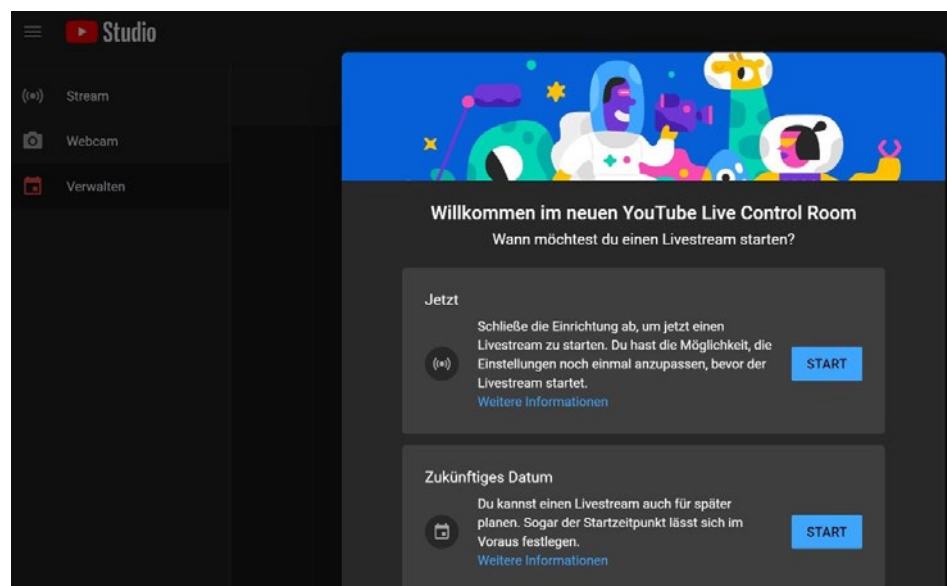 Studio
Stream
Webcam
Verwalten
Willkommen im neuen YouTube Live Control Room
Wann möchtest du einen Livestream starten?
Jetzt
Schließe die Einrichtung ab, um jetzt einen
Livestream zu starten. Du hast die Möglichkeit, die
Einstellungen noch einmal anzupassen, bevor der
Livestream startet.
Weitere Informationen
START
Zukünftiges Datum
Du kannst einen Livestream auch für später
planen. Sogar der Startzeitpunkt lässt sich im
Voraus festlegen.
Weitere Informationen
START